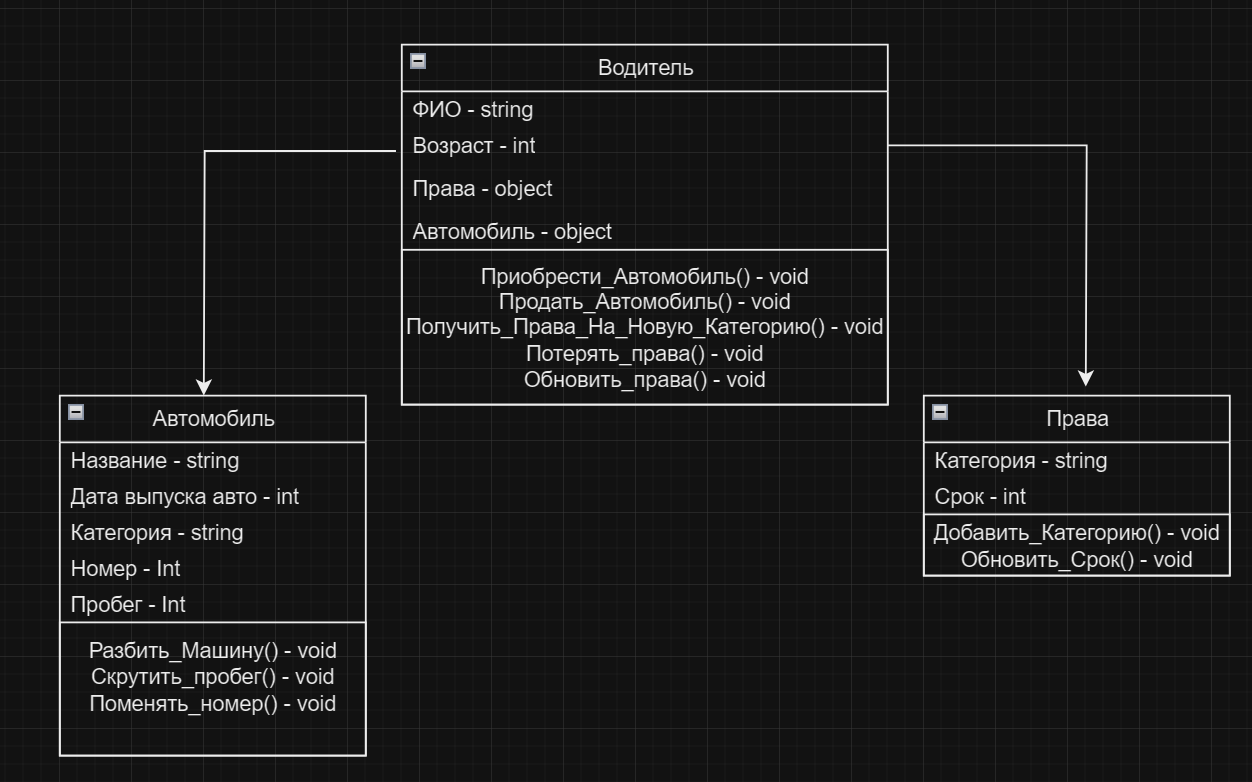 Водитель
ФИО - string
Возраст - int
Права - object
Автомобиль - object
Приобрести_Автомобиль() - void
Продать_Автомобиль() - void
Получить_Права_На_Новую_Категорию() - void
Потерять_права() - void
Обновить_права() - void
Автомобиль
Название - string
Дата выпуска авто - int
Категория - string
Номер - Int
Пробег - Int
Разбить_Машину() - void
Скрутить_пробег() - void
Поменять_номер() - void
Права
Категория - string
Срок - int
Добавить_Категорию() - void
Обновить_Срок() - void